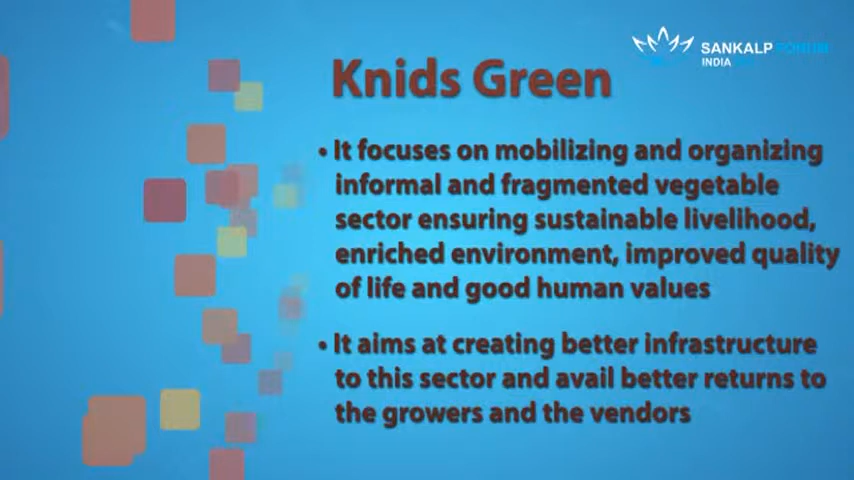 SANKALP FORUM
INDIA
Knids Green
• It focuses on mobilizing and organizing
informal and fragmented vegetable
sector ensuring sustainable livelihood,
enriched environment, improved quality
of life and good human values
• It aims at creating better infrastructure
to this sector and avail better returns to
the growers and the vendors